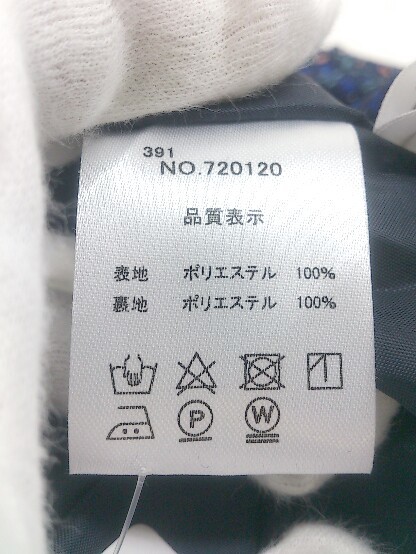 391
NO.720120
品質表示
表地 ポリエステル 100%
裏地 ポリエステル 100%
P W